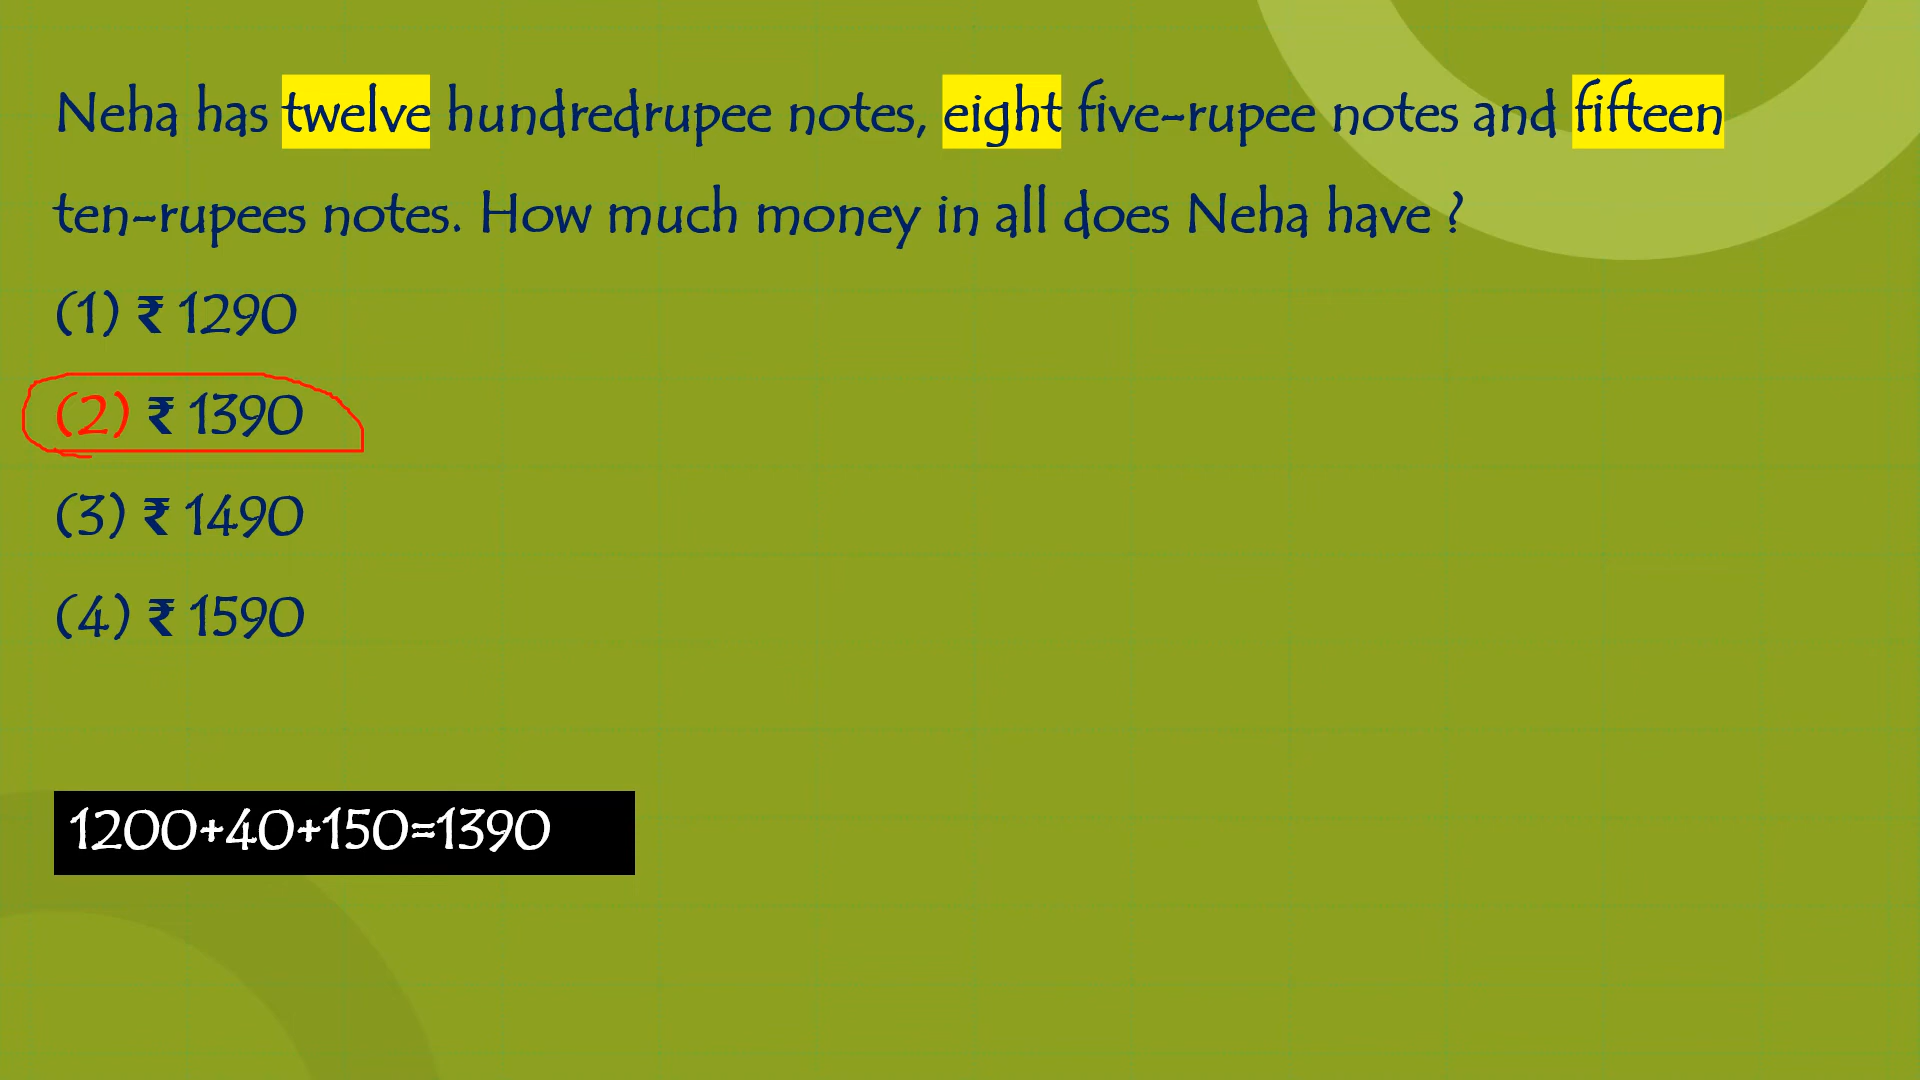 Neha has twelve hundredrupee notes, eight five-rupee notes and fifteen
ten-rupees notes. How much money in all does Neha have ?
(1) ₹ 1290
(2) ₹ 1390
(3) ₹ 1490
(4) ₹ 1590
1200+40+150=1390